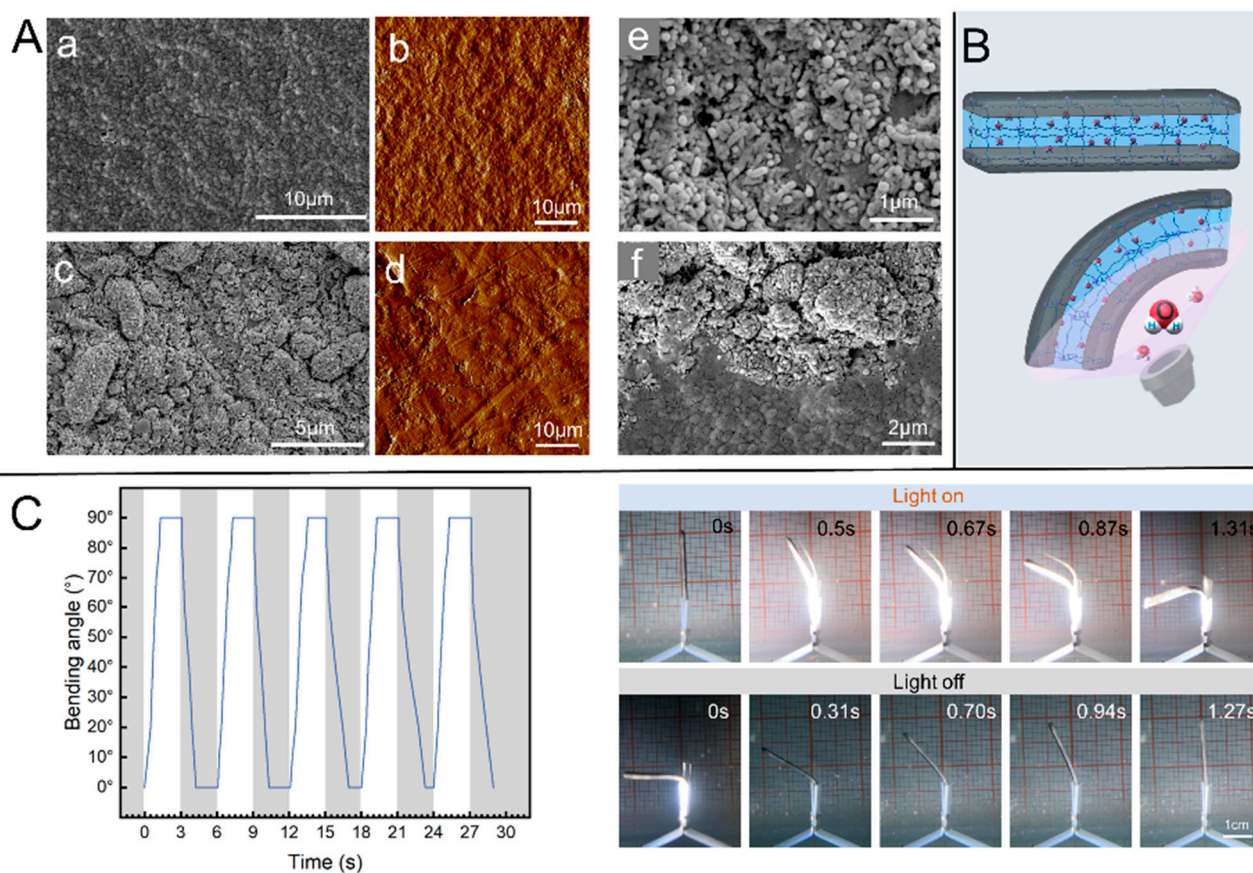 A
a
b
e
B
10µm
10µm
1µm
c
d
f
O
H H
5µm
10µm
2µm
C
Bending angle (°)
90°
80°
70°
60°
50°
40°
30°
20°
10°
0°
0 3 6 9 12 15 18 21 24 27 30
Time (s)
Light on
0s 0.5s 0.67s 0.87s 1.31s
Light off
0s 0.31s 0.70s 0.94s 1.27s
1cm